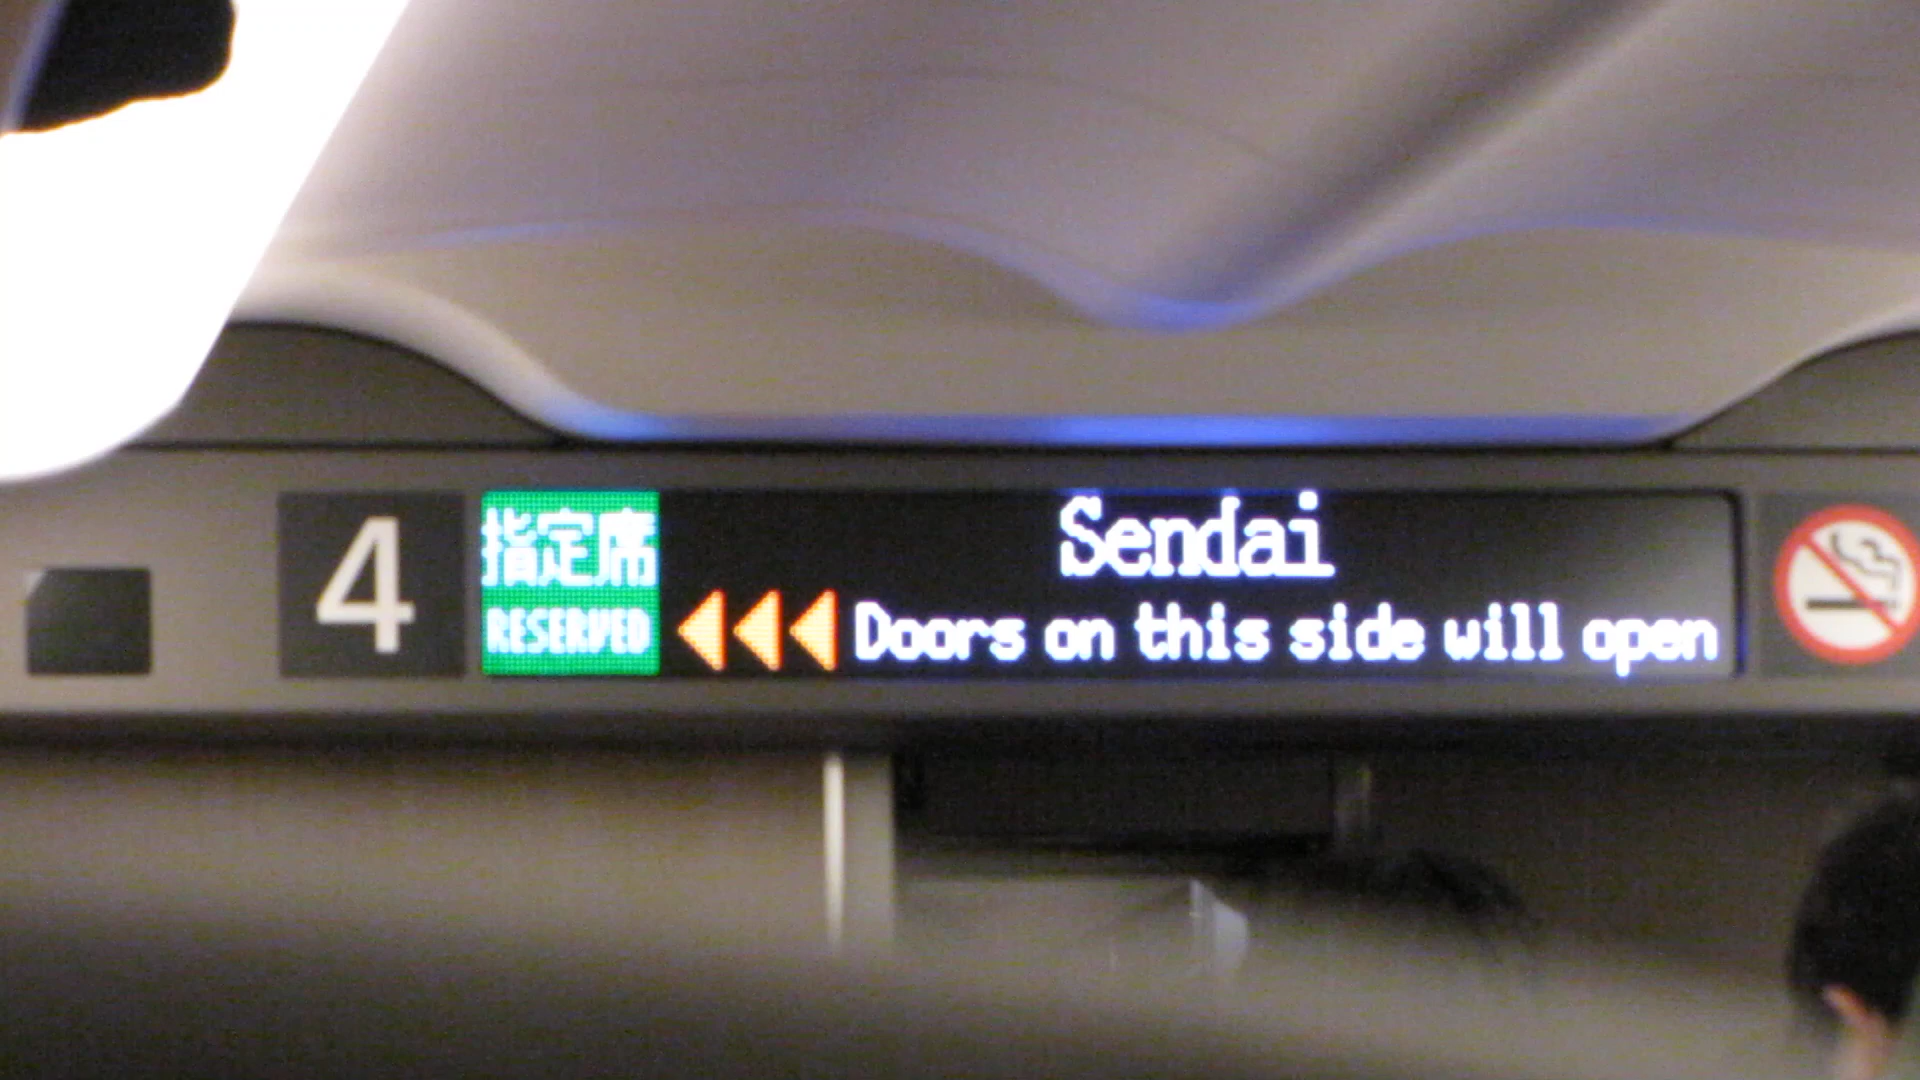 4
指定席
RESERVED
Sendai
Doors on this side will open